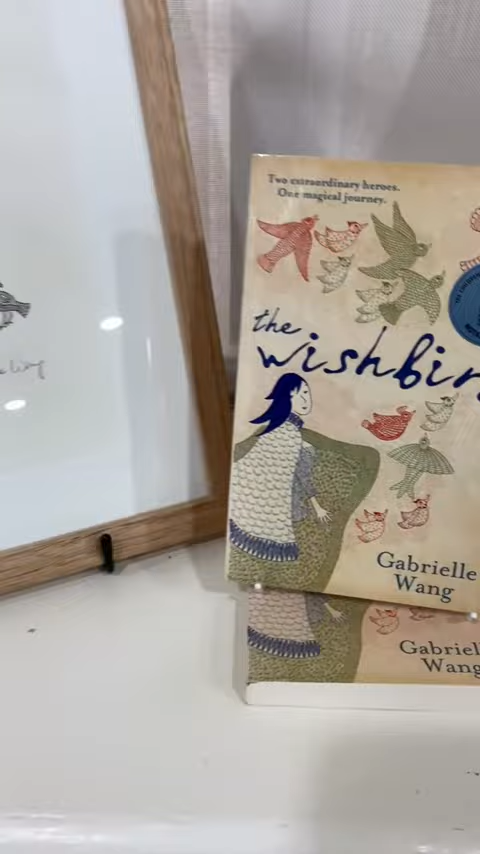 Two extraordinary heroes.
One magical journey.
the
wishbir
Gabrielle
Wang
Gabriel
Wang